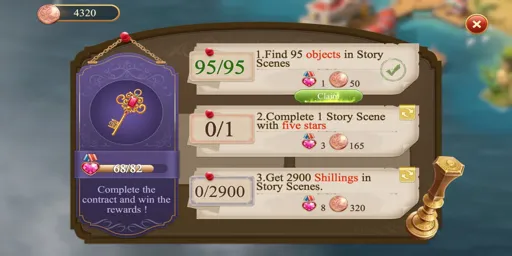 4320
1.Find 95 objects in Story
Scenes
95/95
1
50
Claim
2.Complete 1 Story Scene
with five stars
0/1
3
165
68/82
Complete the
contract and win the
rewards !
3.Get 2900 Shillings in
Story Scenes.
0/2900
8
320